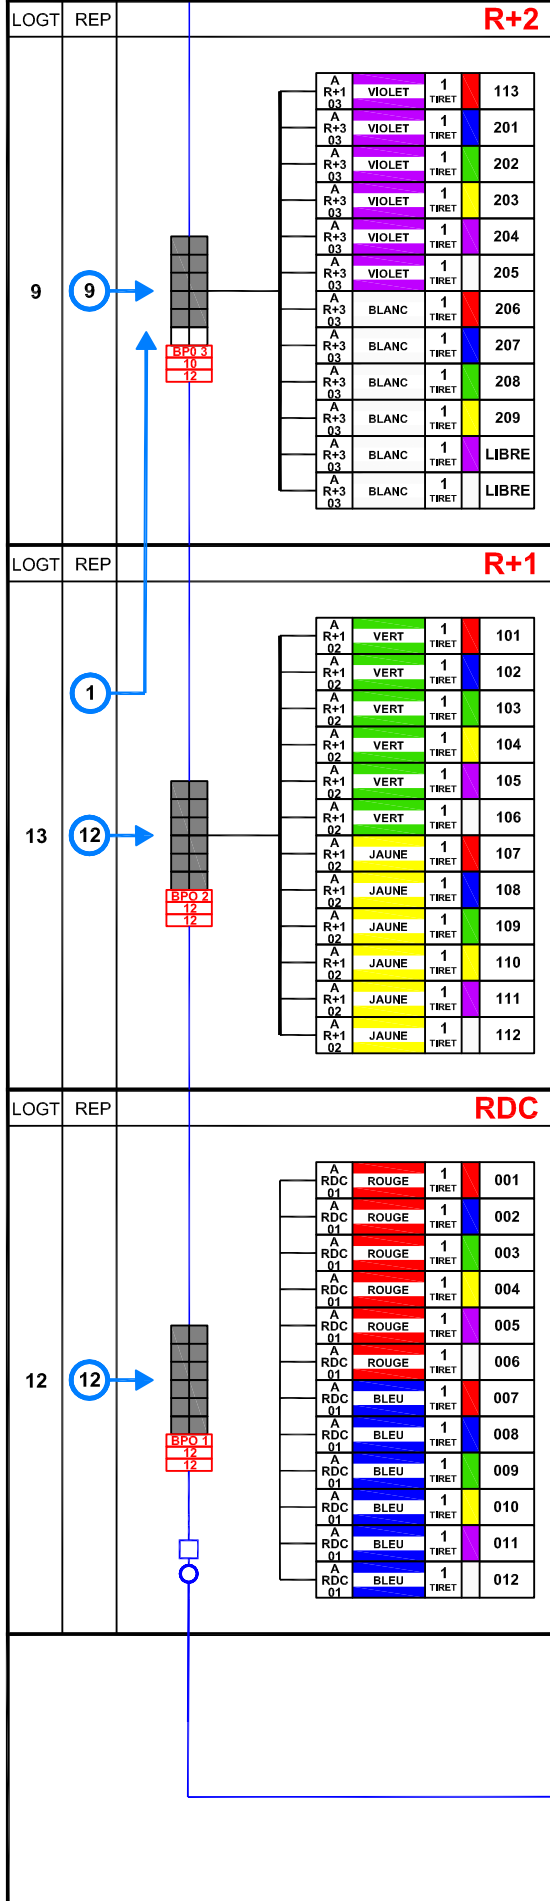 LOGT REP R+2
A R+1 03 VIOLET 1 TIRET 113
A R+3 03 VIOLET 1 TIRET 201
A R+3 03 VIOLET 1 TIRET 202
A R+3 03 VIOLET 1 TIRET 203
A R+3 03 VIOLET 1 TIRET 204
A R+3 03 VIOLET 1 TIRET 205
9 9
A R+3 03 BLANC 1 TIRET 206
A R+3 03 BLANC 1 TIRET 207
A R+3 03 BLANC 1 TIRET 208
A R+3 03 BLANC 1 TIRET 209
A R+3 03 BLANC 1 TIRET LIBRE
A R+3 03 BLANC 1 TIRET LIBRE
BP0 3
10
12
LOGT REP R+1
A R+1 02 VERT 1 TIRET 101
A R+1 02 VERT 1 TIRET 102
A R+1 02 VERT 1 TIRET 103
A R+1 02 VERT 1 TIRET 104
A R+1 02 VERT 1 TIRET 105
A R+1 02 VERT 1 TIRET 106
1
13 12
A R+1 02 JAUNE 1 TIRET 107
A R+1 02 JAUNE 1 TIRET 108
A R+1 02 JAUNE 1 TIRET 109
A R+1 02 JAUNE 1 TIRET 110
A R+1 02 JAUNE 1 TIRET 111
A R+1 02 JAUNE 1 TIRET 112
BPO 2
12
12
LOGT REP RDC
A RDC 01 ROUGE 1 TIRET 001
A RDC 01 ROUGE 1 TIRET 002
A RDC 01 ROUGE 1 TIRET 003
A RDC 01 ROUGE 1 TIRET 004
A RDC 01 ROUGE 1 TIRET 005
A RDC 01 ROUGE 1 TIRET 006
12 12
A RDC 01 BLEU 1 TIRET 007
A RDC 01 BLEU 1 TIRET 008
A RDC 01 BLEU 1 TIRET 009
A RDC 01 BLEU 1 TIRET 010
A RDC 01 BLEU 1 TIRET 011
A RDC 01 BLEU 1 TIRET 012
BPO 1
12
12